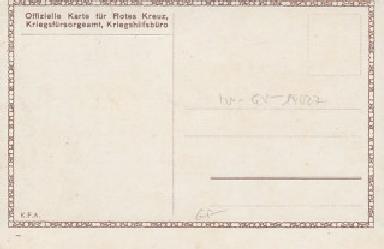 Offizielle Karte für Rotes Kreuz,
Kriegsfürsorgeamt, Kriegshilfsbüro
K.F.A.